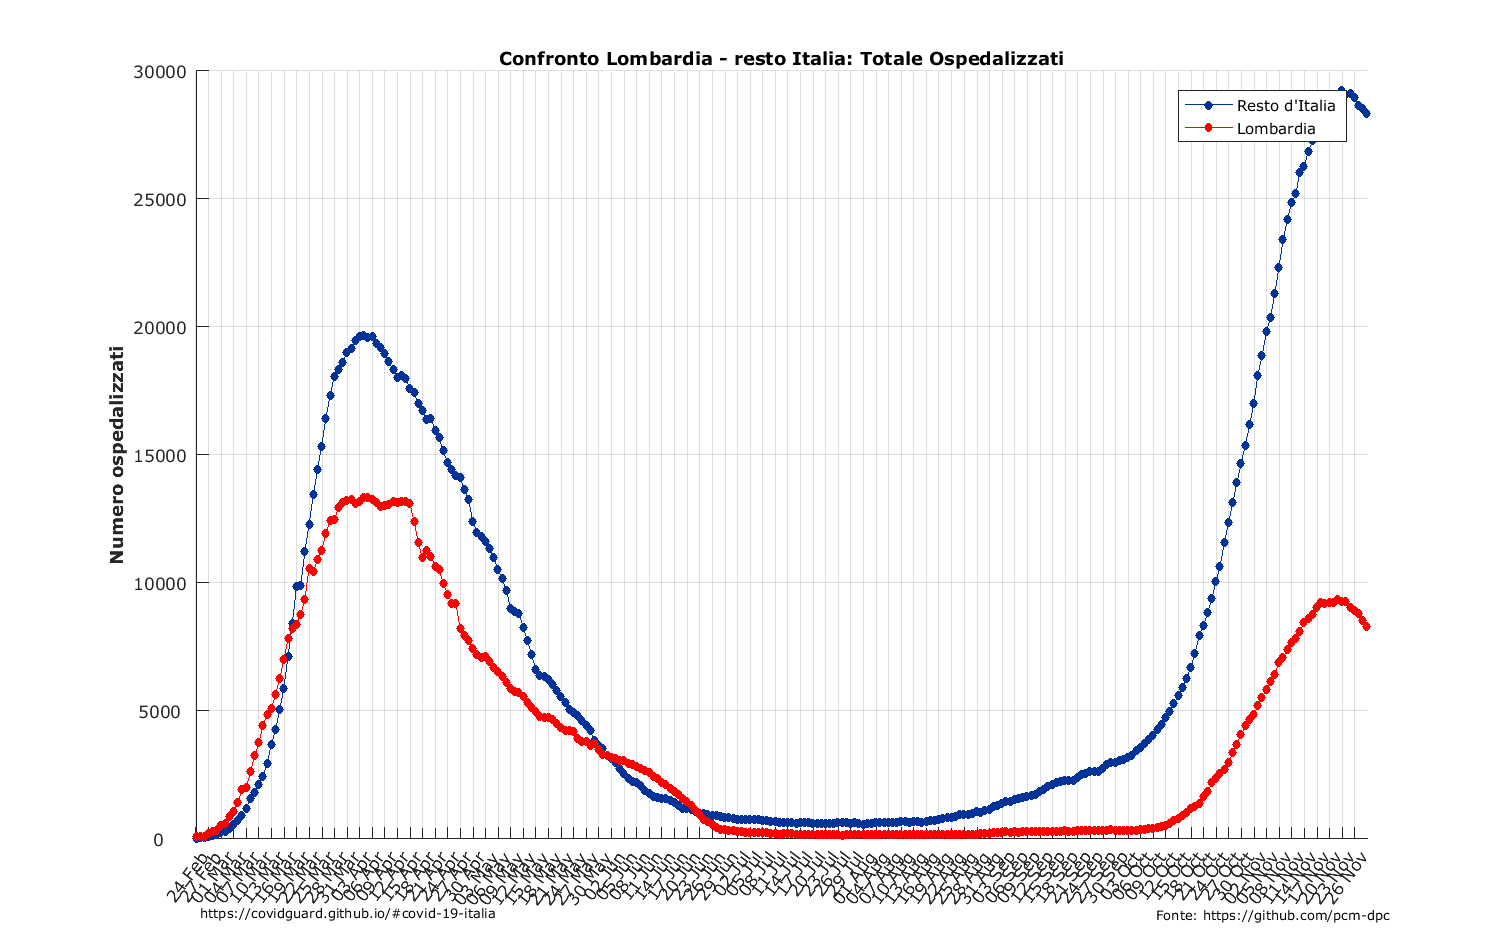 Confronto Lombardia - resto Italia: Totale Ospedalizzati
30000
25000
20000
15000
10000
5000
0
Numero ospedalizzati
Resto d'Italia
Lombardia
24 Feb
27 Feb
01 Mar
04 Mar
07 Mar
10 Mar
13 Mar
16 Mar
19 Mar
22 Mar
25 Mar
28 Mar
31 Mar
03 Apr
06 Apr
09 Apr
12 Apr
15 Apr
18 Apr
21 Apr
24 Apr
27 Apr
30 Apr
03 May
06 May
09 May
12 May
15 May
18 May
21 May
24 May
27 May
30 May
02 Jun
05 Jun
08 Jun
11 Jun
14 Jun
17 Jun
20 Jun
23 Jun
26 Jun
29 Jun
02 Jul
05 Jul
08 Jul
11 Jul
14 Jul
17 Jul
20 Jul
23 Jul
26 Jul
29 Jul
01 Aug
04 Aug
07 Aug
10 Aug
13 Aug
16 Aug
19 Aug
22 Aug
25 Aug
28 Aug
31 Aug
03 Sep
06 Sep
09 Sep
12 Sep
15 Sep
18 Sep
21 Sep
24 Sep
27 Sep
30 Sep
03 Oct
06 Oct
09 Oct
12 Oct
15 Oct
18 Oct
21 Oct
24 Oct
27 Oct
30 Oct
02 Nov
05 Nov
08 Nov
11 Nov
14 Nov
17 Nov
20 Nov
23 Nov
26 Nov
https://covidguard.github.io/#covid-19-italia
Fonte: https://github.com/pcm-dpc